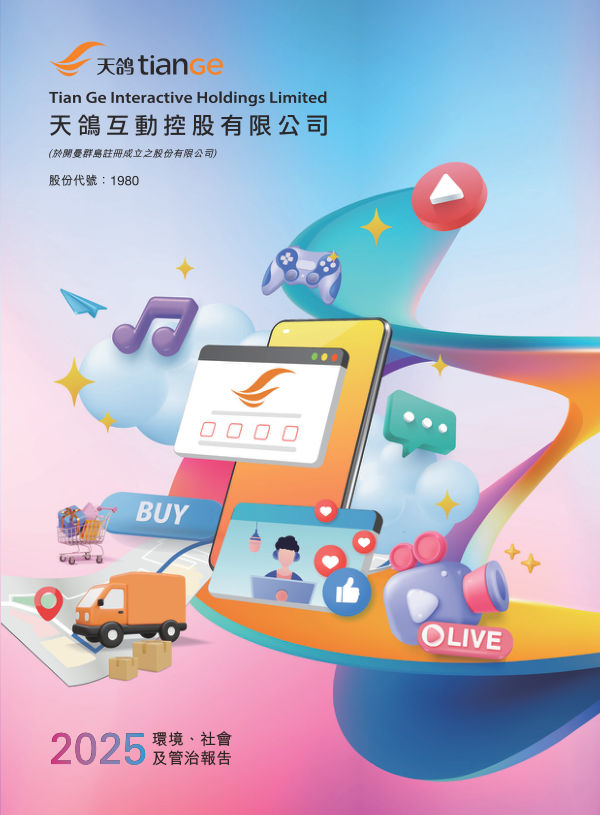 天鴿 tiange
Tian Ge Interactive Holdings Limited
天鴿互動控股有限公司
(於開曼群島註冊成立之股份有限公司)
股份代號：1980
BUY
LIVE
2025 環境、社會
及管治報告